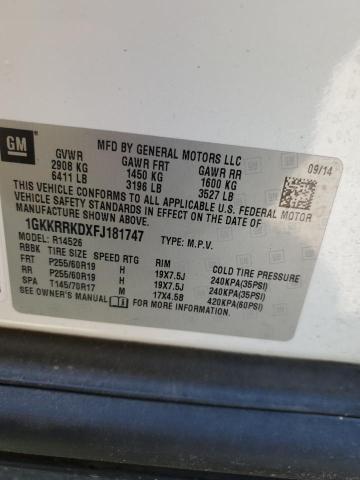 GM
MFD BY GENERAL MOTORS LLC
09/14
GVWR GAWR FRT GAWR RR
2908 KG 1450 KG 1600 KG
6411 LB 3196 LB 3527 LB
THIS VEHICLE CONFORMS TO ALL APPLICABLE U.S. FEDERAL MOTOR
VEHICLE SAFETY, BUMPER, AND THEFT PREVENTION STANDARDS
IN EFFECT ON THE DATE OF MANUFACTURE SHOWN ABOVE.
1GKKRRKDXFJ181747 TYPE: M.P.V.
MODEL: R14526
RBBK TIRE SIZE SPEED RTG RIM COLD TIRE PRESSURE
FRT P255/60R19 H 19X7.5J 240KPA(35PSI)
RR P255/60R19 H 19X7.5J 240KPA(35PSI)
SPA T145/70R17 M 17X4.5B 420KPA(60PSI)
SEE OWNER'S MANUAL FOR MORE INFORMATION.